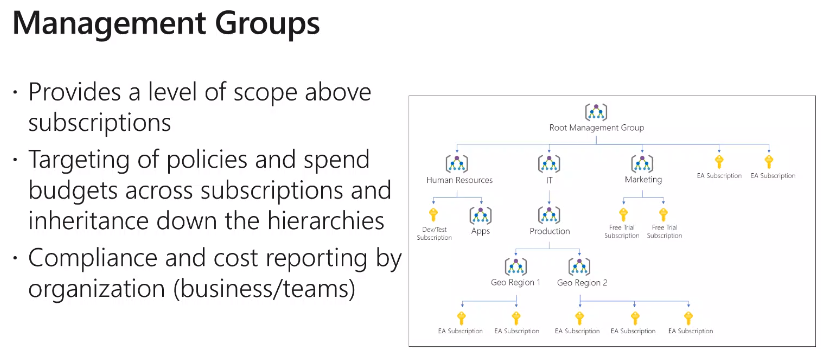 Management Groups
· Provides a level of scope above
subscriptions
· Targeting of policies and spend
budgets across subscriptions and
inheritance down the hierarchies
· Compliance and cost reporting by
organization (business/teams)
Root Management Group
Human Resources
IT
Marketing
EA Subscription
EA Subscription
Dev/Test
Subscription
Apps
Production
Free Trial
Subscription
Free Trial
Subscription
Geo Region 1
Geo Region 2
EA Subscription
EA Subscription
EA Subscription
EA Subscription
EA Subscription